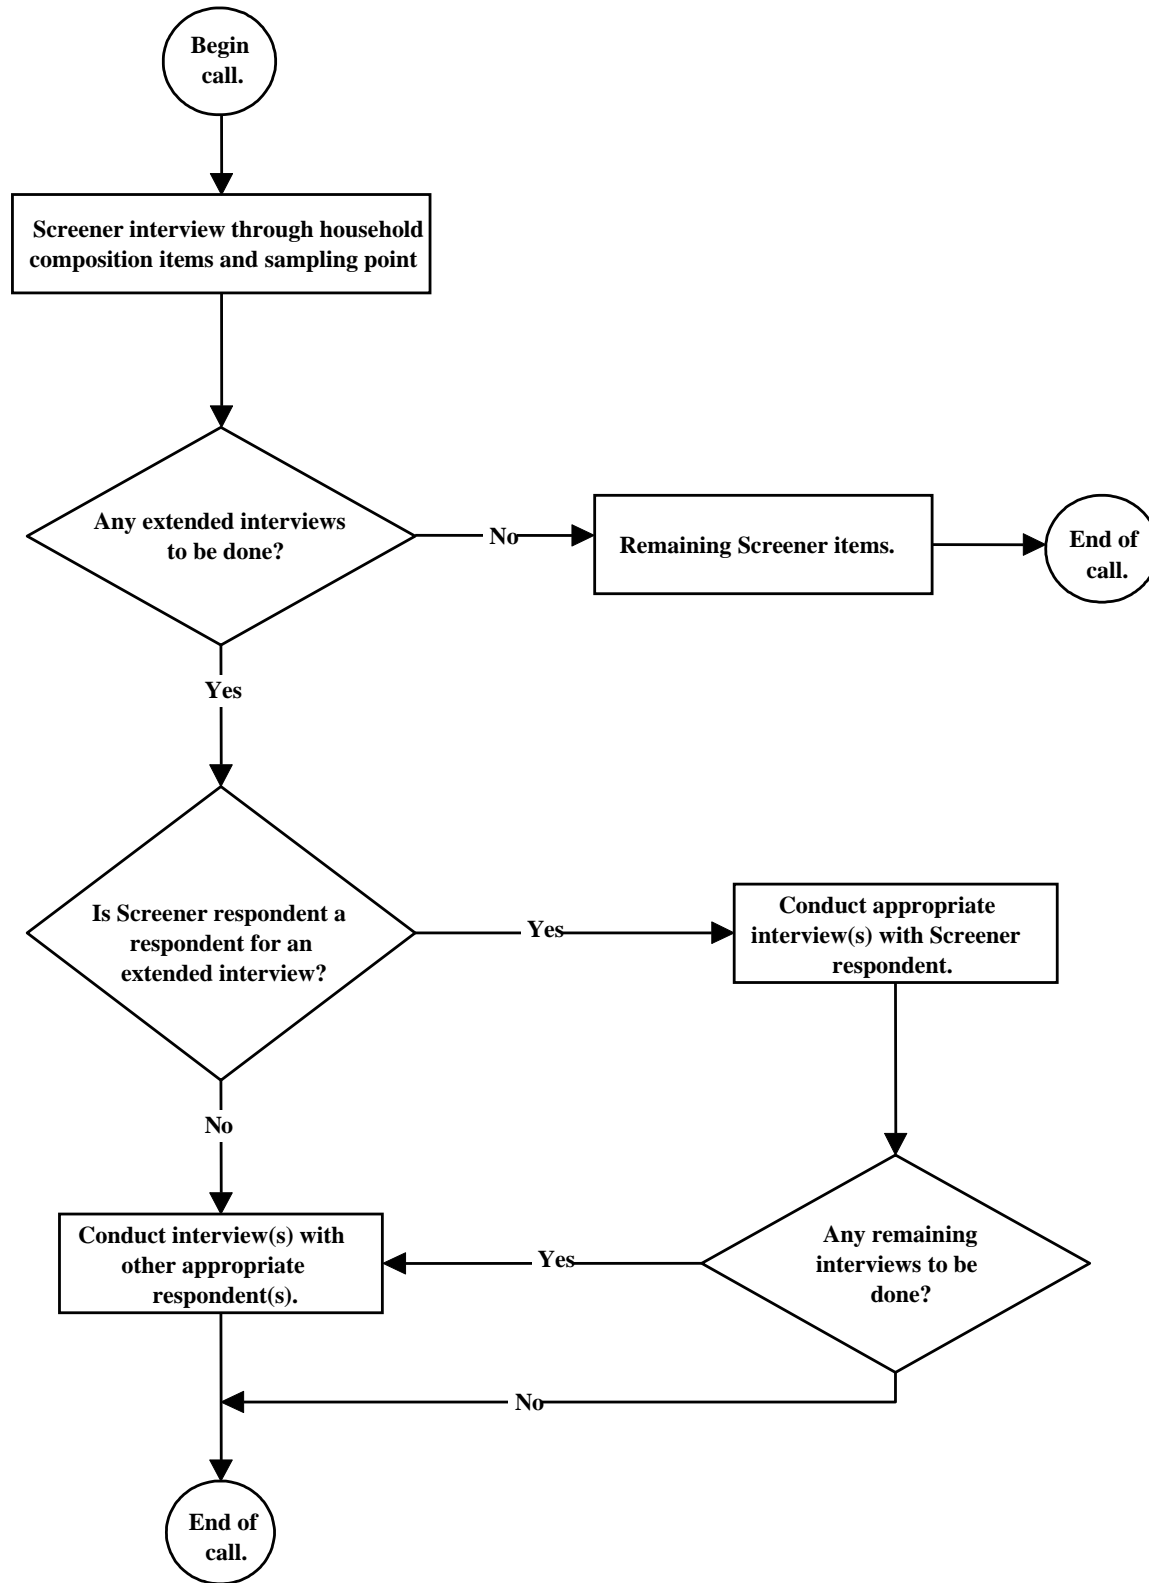 Begin
call.
Screener interview through household
composition items and sampling point
Any extended interviews
to be done?
No
Remaining Screener items.
End of
call.
Yes
Is Screener respondent a
respondent for an
extended interview?
Yes
Conduct appropriate
interview(s) with Screener
respondent.
No
Conduct interview(s) with
other appropriate
respondent(s).
Yes
Any remaining
interviews to be
done?
No
End of
call.